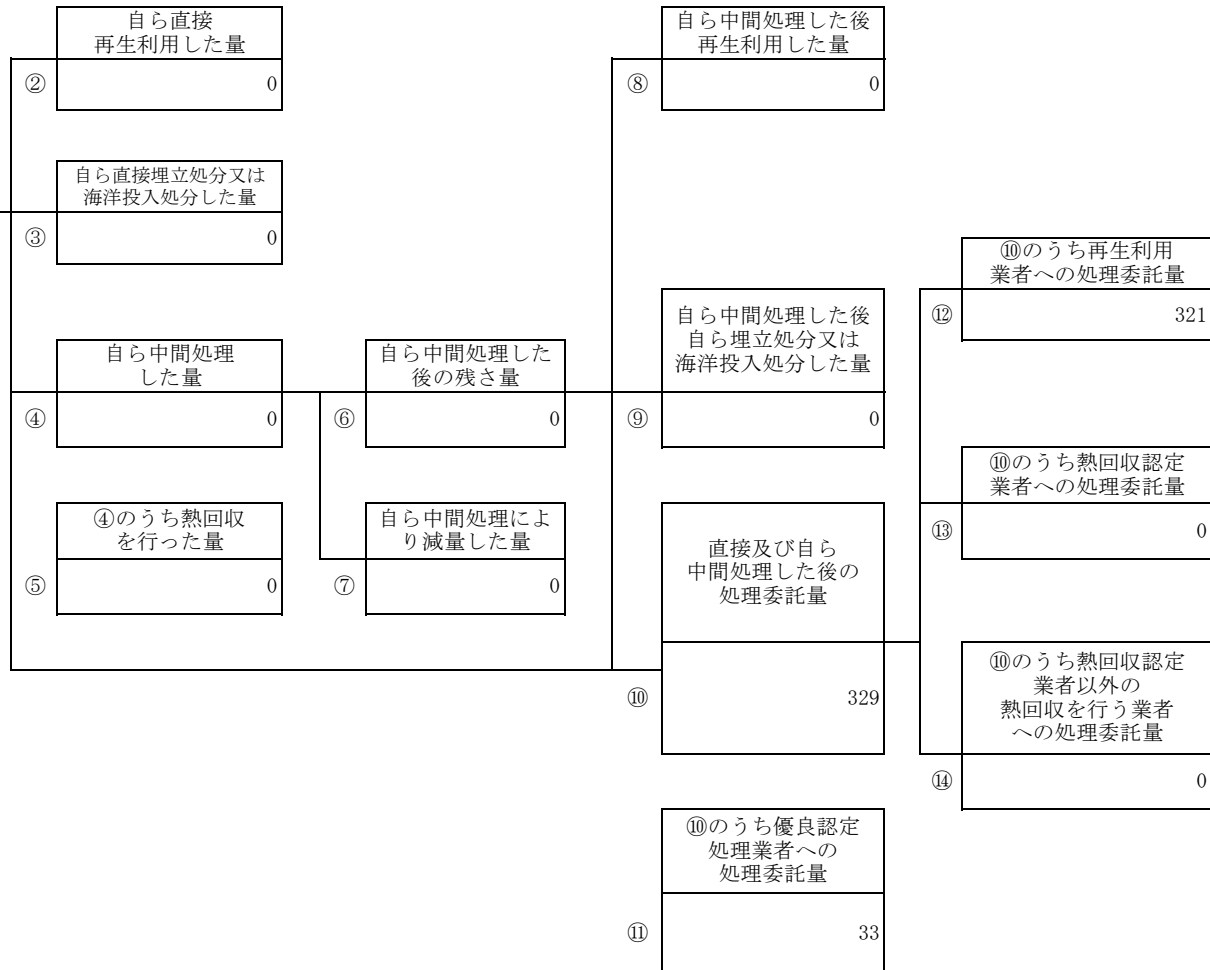 自ら直接
再生利用した量
②
0
自ら直接埋立処分又は
海洋投入処分した量
③
0
自ら中間処理
した量
④
0
④のうち熱回収
を行った量
⑤
0
自ら中間処理した
後の残さ量
⑥
0
自ら中間処理によ
り減量した量
⑦
0
自ら中間処理した後
再生利用した量
⑧
0
自ら中間処理した後
自ら埋立処分又は
海洋投入処分した量
⑨
0
直接及び自ら
中間処理した後の
処理委託量
⑩
329
⑩のうち優良認定
処理業者への
処理委託量
⑪
33
⑩のうち再生利用
業者への処理委託量
⑫
321
⑩のうち熱回収認定
業者への処理委託量
⑬
0
⑩のうち熱回収認定
業者以外の
熱回収を行う業者
への処理委託量
⑭
0